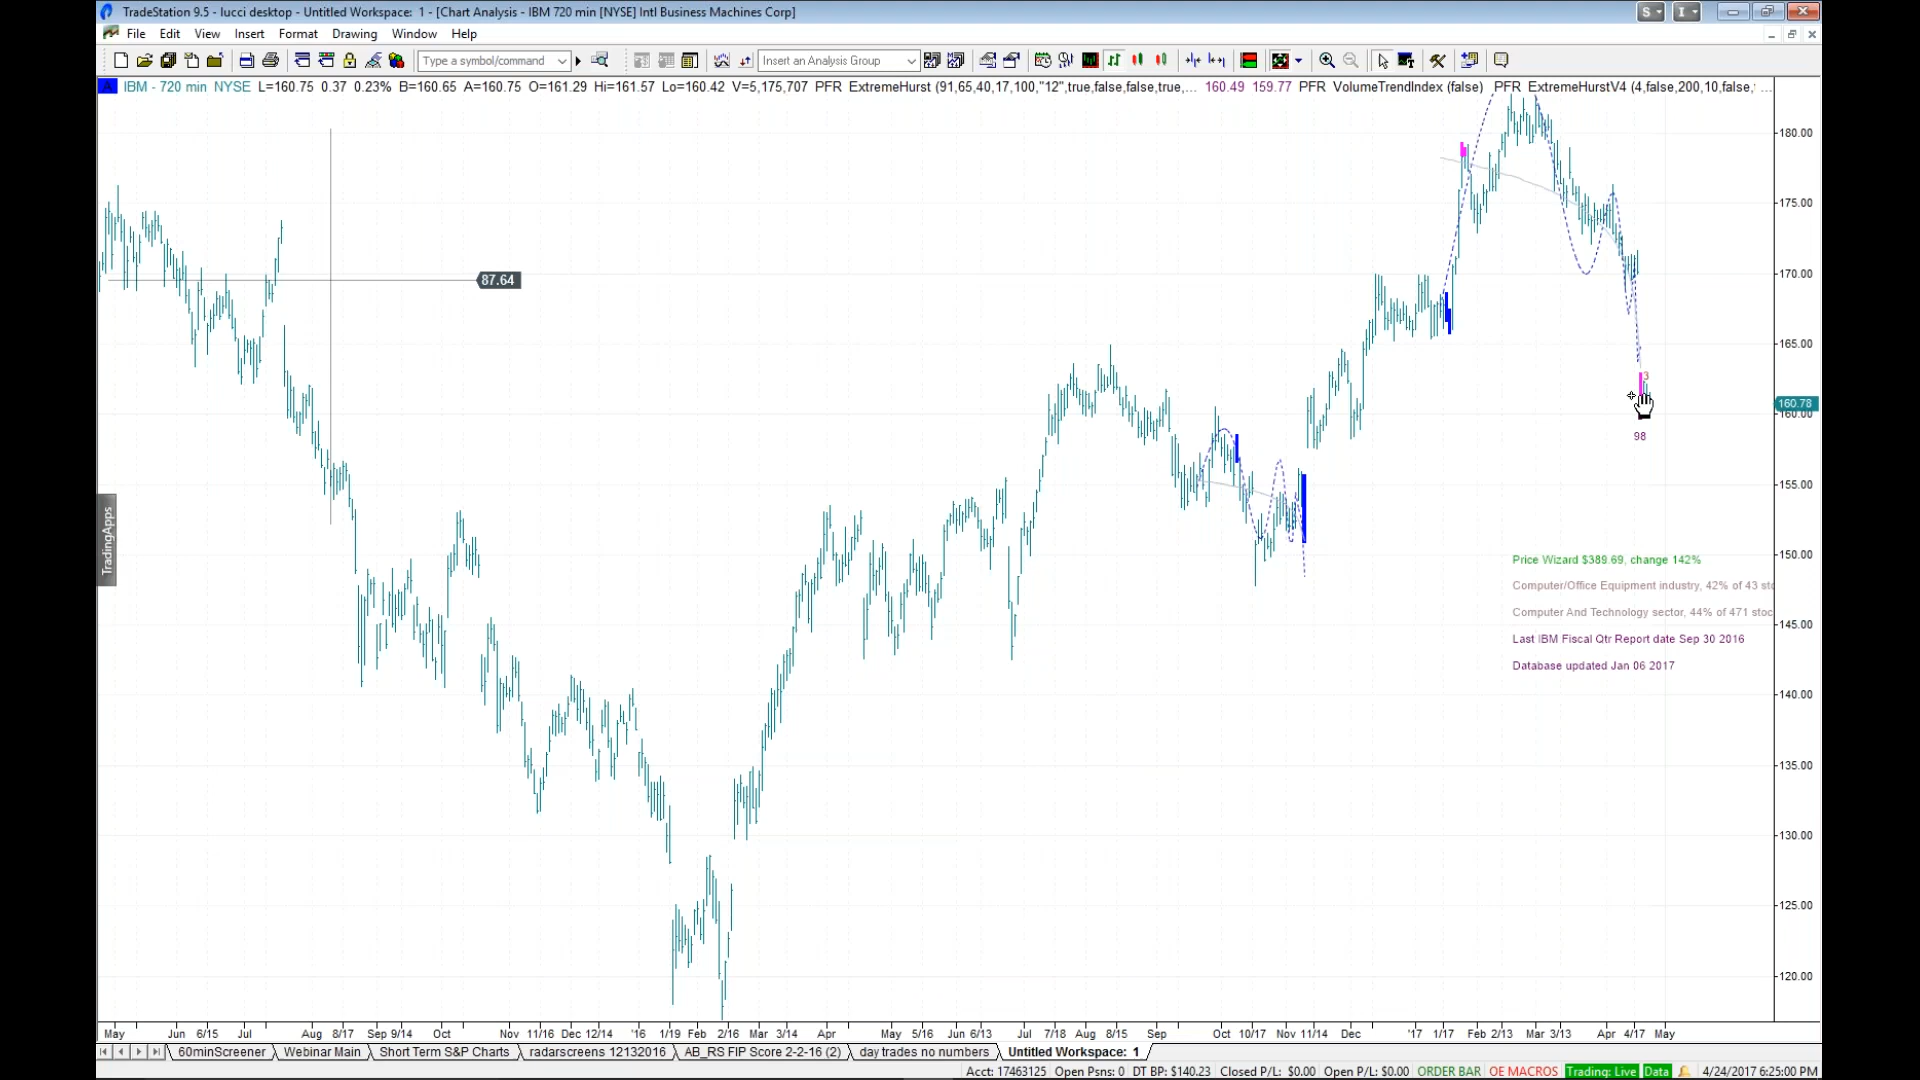 TradeStation 9.5 - lucci desktop - Untitled Workspace: 1 - [Chart Analysis - IBM 720 min [NYSE] Intl Business Machines Corp]
S
I
File Edit View Insert Format Drawing Window Help
Type a symbol/command
Insert an Analysis Group
IBM - 720 min NYSE L=160.75 0.37 0.23% B=160.65 A=160.75 O=161.29 Hi=161.57 Lo=160.42 V=5,175,707 PFR ExtremeHurst (91,65,40,17,100,"12",true,false,false,true,... 160.49 159.77 PFR VolumeTrendIndex (false) PFR ExtremeHurstV4 (4,false,200,10,false,' ...
180.00
175.00
87.64
170.00
165.00
3
160.78
160.00
98
155.00
TradingApps
150.00
Price Wizard $389.69, change 142%
Computer/Office Equipment industry, 42% of 43 sto
Computer And Technology sector, 44% of 471 stoc
145.00
Last IBM Fiscal Qtr Report date Sep 30 2016
Database updated Jan 06 2017
140.00
135.00
130.00
125.00
120.00
May Jun 6/15 Jul Aug 8/17 Sep 9/14 Oct Nov 11/16 Dec 12/14 '16 1/19 Feb 2/16 Mar 3/14 Apr May 5/16 Jun 6/13 Jul 7/18 Aug 8/15 Sep Oct 10/17 Nov 11/14 Dec '17 1/17 Feb 2/13 Mar 3/13 Apr 4/17 May
60minScreener Webinar Main Short Term S&P Charts radarscreens 12132016 AB_RS FIP Score 2-2-16 (2) day trades no numbers Untitled Workspace: 1
Acct: 17463125 Open Psns: 0 DT BP: $140.23 Closed P/L: $0.00 Open P/L: $0.00 ORDER BAR OE MACROS Trading: Live Data 4/24/2017 6:25:00 PM